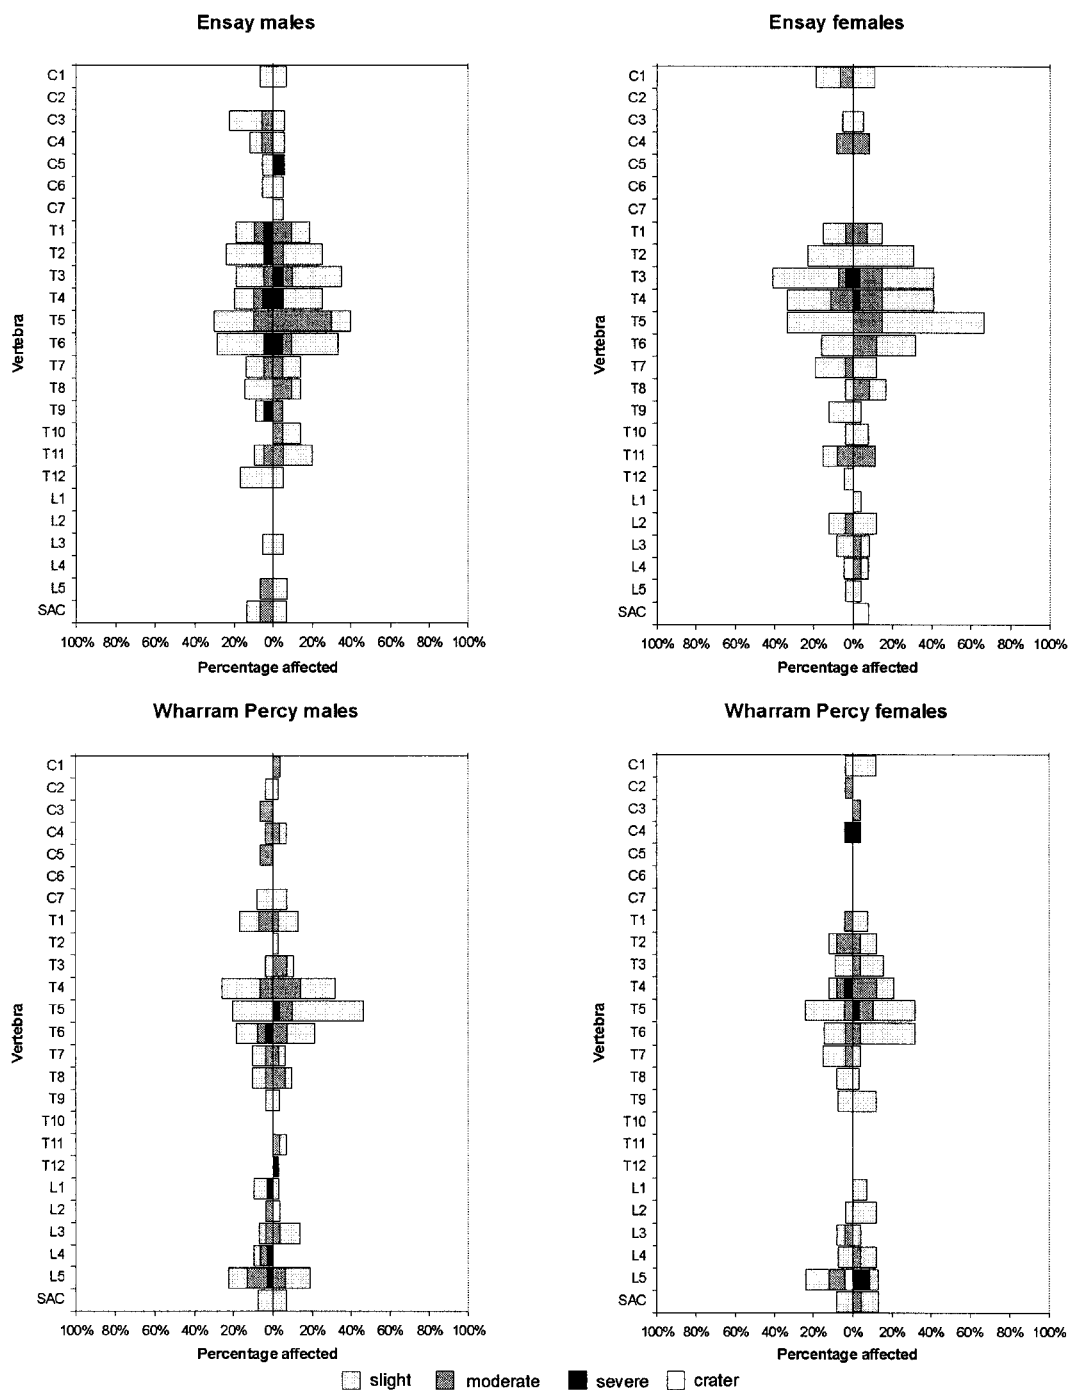 Ensay males
Ensay females
Vertebra
C1
C2
C3
C4
C5
C6
C7
T1
T2
T3
T4
T5
T6
T7
T8
T9
T10
T11
T12
L1
L2
L3
L4
L5
SAC
100% 80% 60% 40% 20% 0% 20% 40% 60% 80% 100%
Percentage affected
Vertebra
C1
C2
C3
C4
C5
C6
C7
T1
T2
T3
T4
T5
T6
T7
T8
T9
T10
T11
T12
L1
L2
L3
L4
L5
SAC
100% 80% 60% 40% 20% 0% 20% 40% 60% 80% 100%
Percentage affected
Wharram Percy males
Wharram Percy females
Vertebra
C1
C2
C3
C4
C5
C6
C7
T1
T2
T3
T4
T5
T6
T7
T8
T9
T10
T11
T12
L1
L2
L3
L4
L5
SAC
100% 80% 60% 40% 20% 0% 20% 40% 60% 80% 100%
Percentage affected
Vertebra
C1
C2
C3
C4
C5
C6
C7
T1
T2
T3
T4
T5
T6
T7
T8
T9
T10
T11
T12
L1
L2
L3
L4
L5
SAC
100% 80% 60% 40% 20% 0% 20% 40% 60% 80% 100%
Percentage affected
slight moderate severe crater